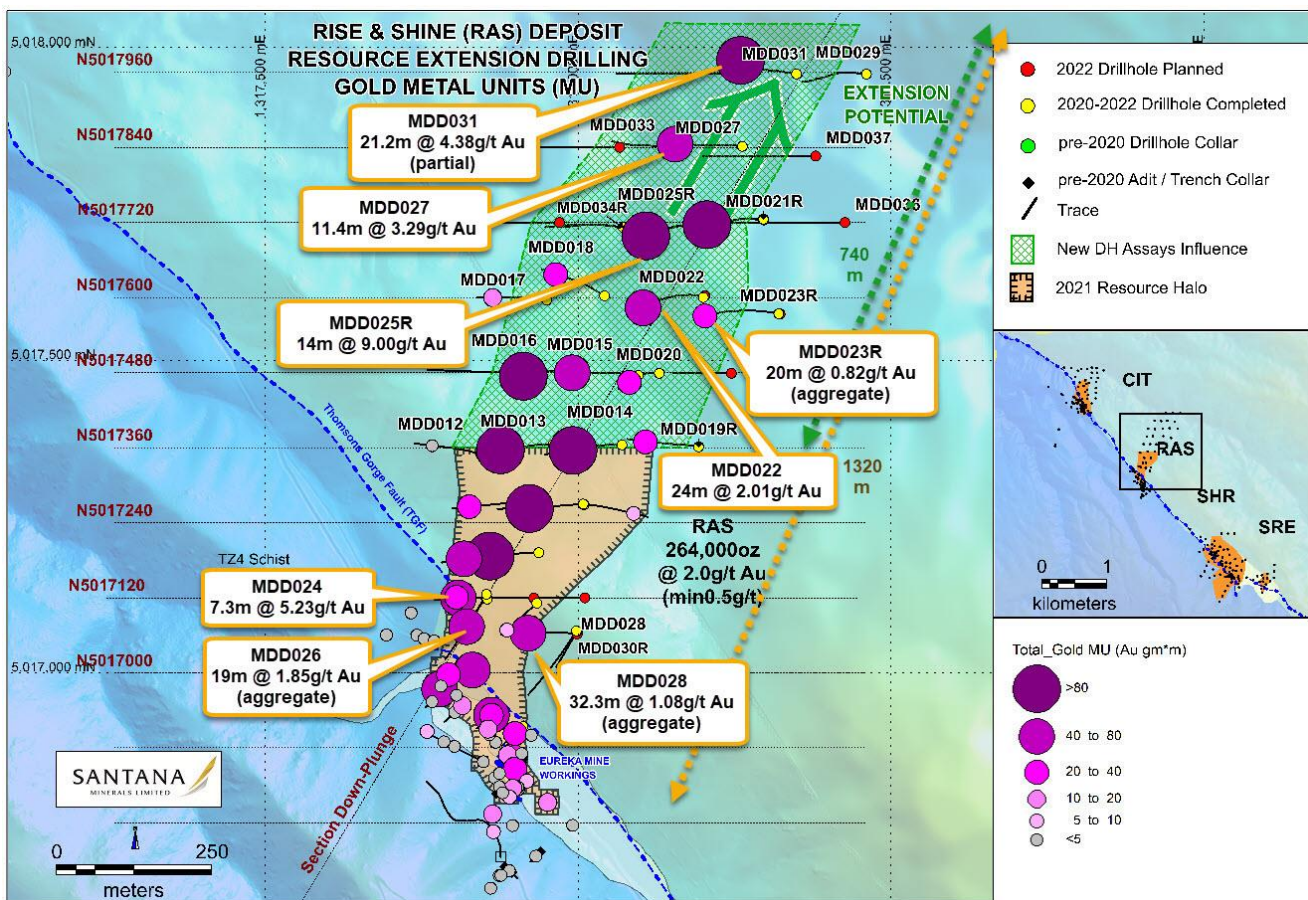 RISE & SHINE (RAS) DEPOSIT
RESOURCE EXTENSION DRILLING
GOLD METAL UNITS (MU)
5,018.000 mN
N5017960
N5017840
N5017720
N5017600
5,017.500 mN
N5017480
N5017360
N5017240
N5017120
N5017000
5,017.000 mN
1,317,500 mE
MDD031
MDD029
EXTENSION
POTENTIAL
MDD031
21.2m @ 4.38g/t Au
(partial)
MDD033
MDD027
MDD037
MDD027
11.4m @ 3.29g/t Au
MDD025R
MDD021R
MDD034R
MDD036
MDD018
740
m
MDD017
MDD022
MDD023R
MDD025R
14m @ 9.00g/t Au
MDD016
MDD015
MDD020
MDD023R
20m @ 0.82g/t Au
(aggregate)
MDD012
MDD013
MDD014
MDD019R
MDD022
24m @ 2.01g/t Au
1320
m
Thomsons Gorge Fault (TGF)
RAS
264,000oz
@ 2.0g/t Au
(min0.5g/t)
TZ4 Schist
MDD024
7.3m @ 5.23g/t Au
MDD028
MDD030R
MDD026
19m @ 1.85g/t Au
(aggregate)
MDD028
32.3m @ 1.08g/t Au
(aggregate)
EUREKA MINE
WORKINGS
Section Down-Plunge
SANTANA
MINERALS LIMITED
0 250
meters
2022 Drillhole Planned
2020-2022 Drillhole Completed
pre-2020 Drillhole Collar
pre-2020 Adit / Trench Collar
Trace
New DH Assays Influence
2021 Resource Halo
CIT
RAS
SHR
SRE
0 1
kilometers
Total_Gold MU (Au gm*m)
>80
40 to 80
20 to 40
10 to 20
5 to 10
<5